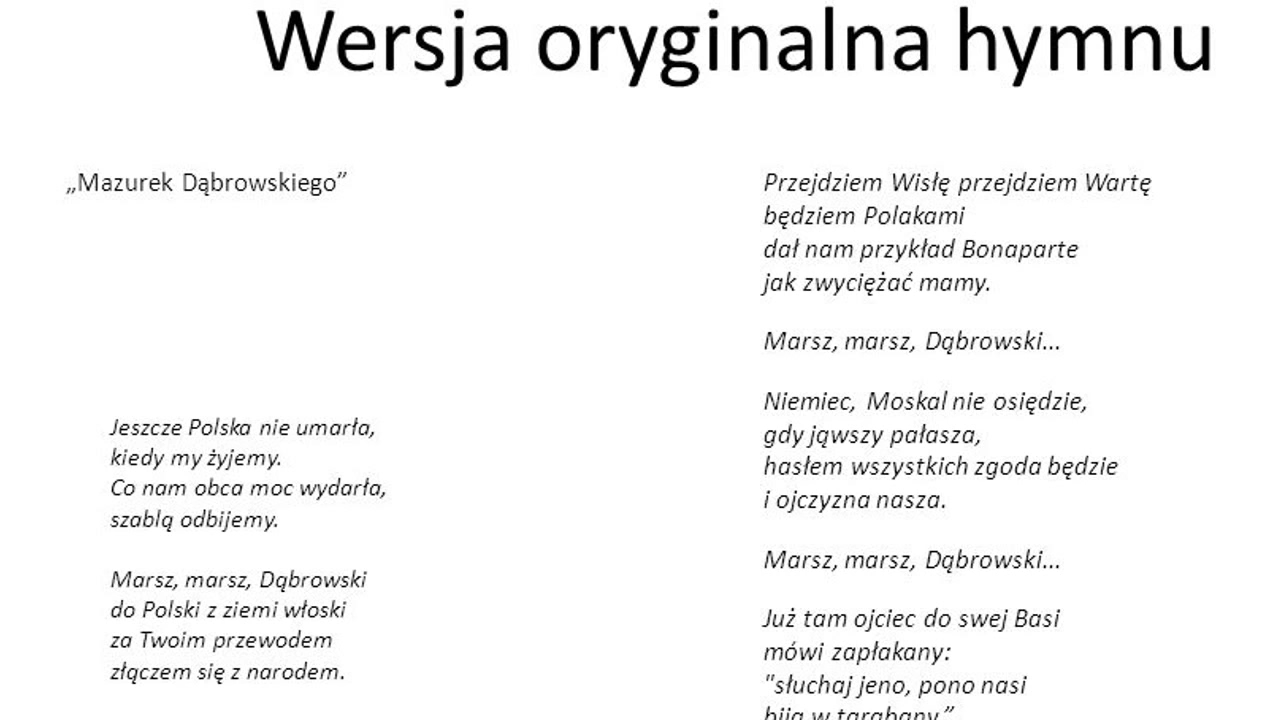 Wersja oryginalna hymnu
„Mazurek Dąbrowskiego”
Jeszcze Polska nie umarła,
kiedy my żyjemy.
Co nam obca moc wydarła,
szablą odbijemy.
Marsz, marsz, Dąbrowski
do Polski z ziemi włoski
za Twoim przewodem
złączem się z narodem.
Przejdziem Wisłę przejdziem Wartę
będziem Polakami
dał nam przykład Bonaparte
jak zwyciężać mamy.
Marsz, marsz, Dąbrowski...
Niemiec, Moskal nie osiędzie,
gdy jąwszy pałasza,
hasłem wszystkich zgoda będzie
i ojczyzna nasza.
Marsz, marsz, Dąbrowski...
Już tam ojciec do swej Basi
mówi zapłakany:
"słuchaj jeno, pono nasi
biją w tarabany.”